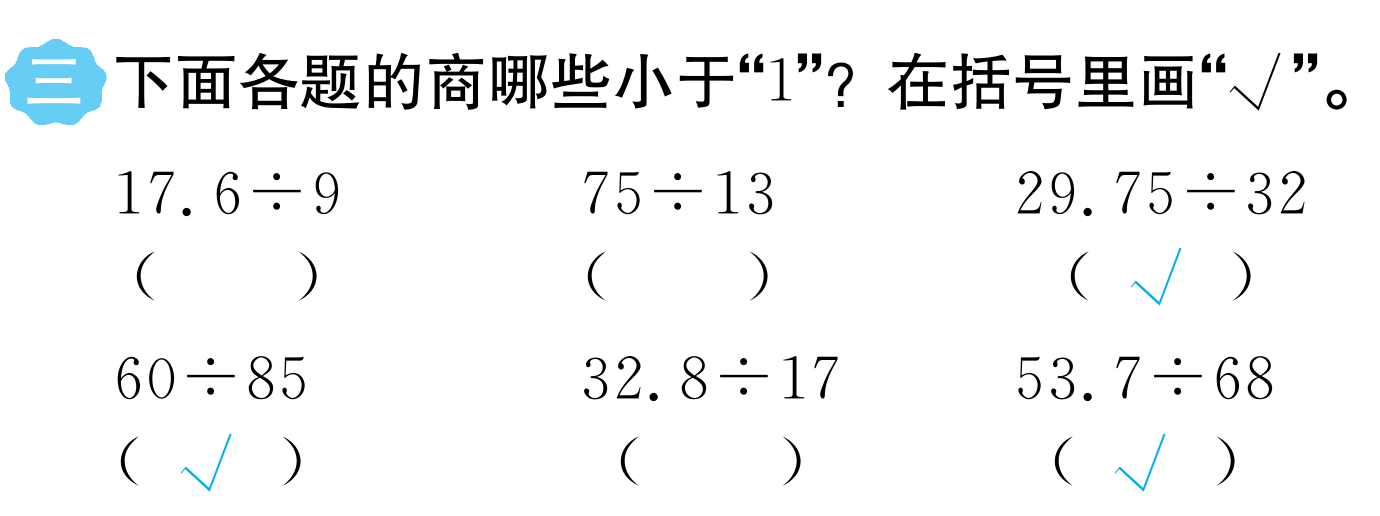 三 下面各题的商哪些小于“1”？在括号里画“√”。
17.6÷9 75÷13 29.75÷32
（ ） （ ） （ √ ）
60÷85 32.8÷17 53.7÷68
（ √ ） （ ） （ √ ）